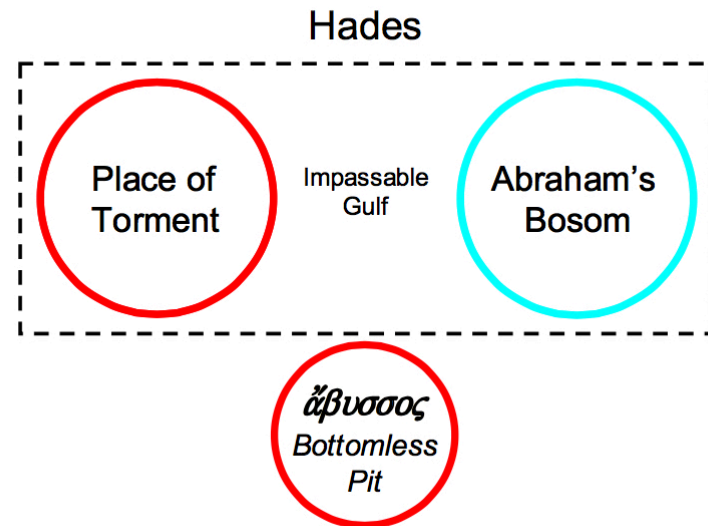 Hades
Place of
Torment
Impassable
Gulf
Abraham’s
Bosom
ἄβυσσος
Bottomless
Pit